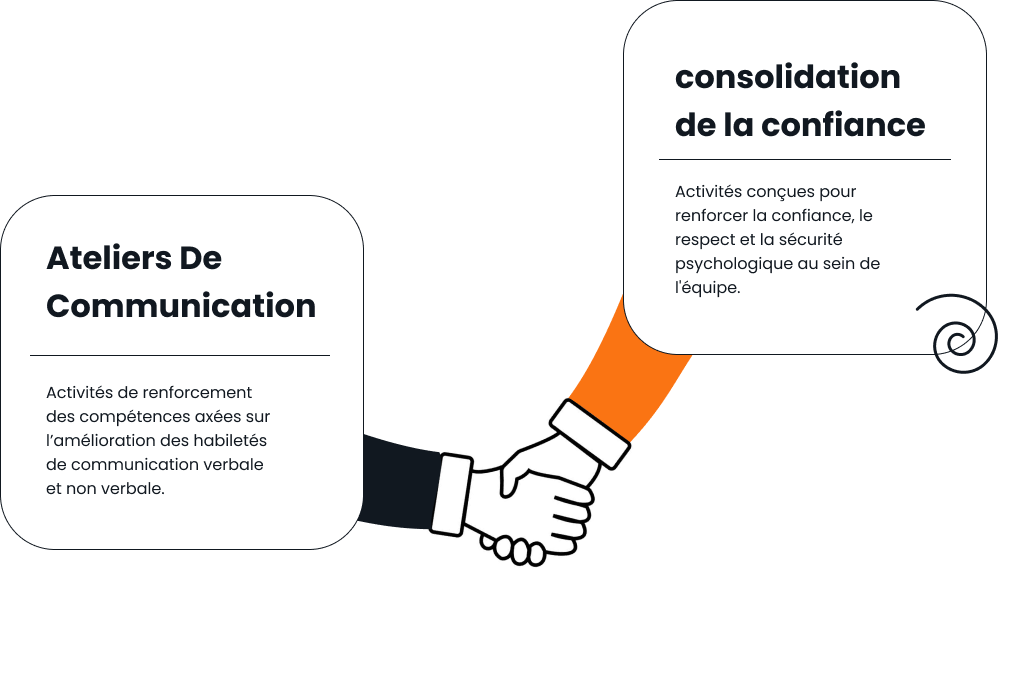 Ateliers De
Communication
Activités de renforcement
des compétences axées sur
l’amélioration des habiletés
de communication verbale
et non verbale.
consolidation
de la confiance
Activités conçues pour
renforcer la confiance, le
respect et la sécurité
psychologique au sein de
l'équipe.